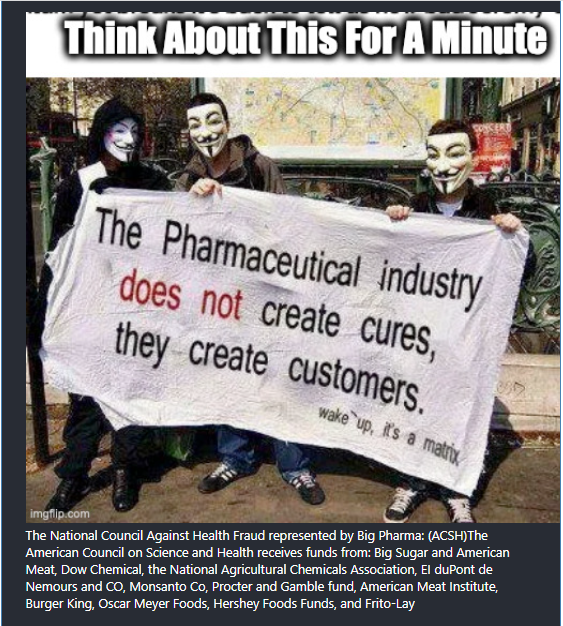 Think About This For A Minute
CONCERT
The Pharmaceutical industry
does not create cures,
they create customers.
wake up, it's a matrix
imgflip.com
The National Council Against Health Fraud represented by Big Pharma: (ACSH)The
American Council on Science and Health receives funds from: Big Sugar and American
Meat, Dow Chemical, the National Agricultural Chemicals Association, EI duPont de
Nemours and CO, Monsanto Co, Procter and Gamble fund, American Meat Institute,
Burger King, Oscar Meyer Foods, Hershey Foods Funds, and Frito-Lay